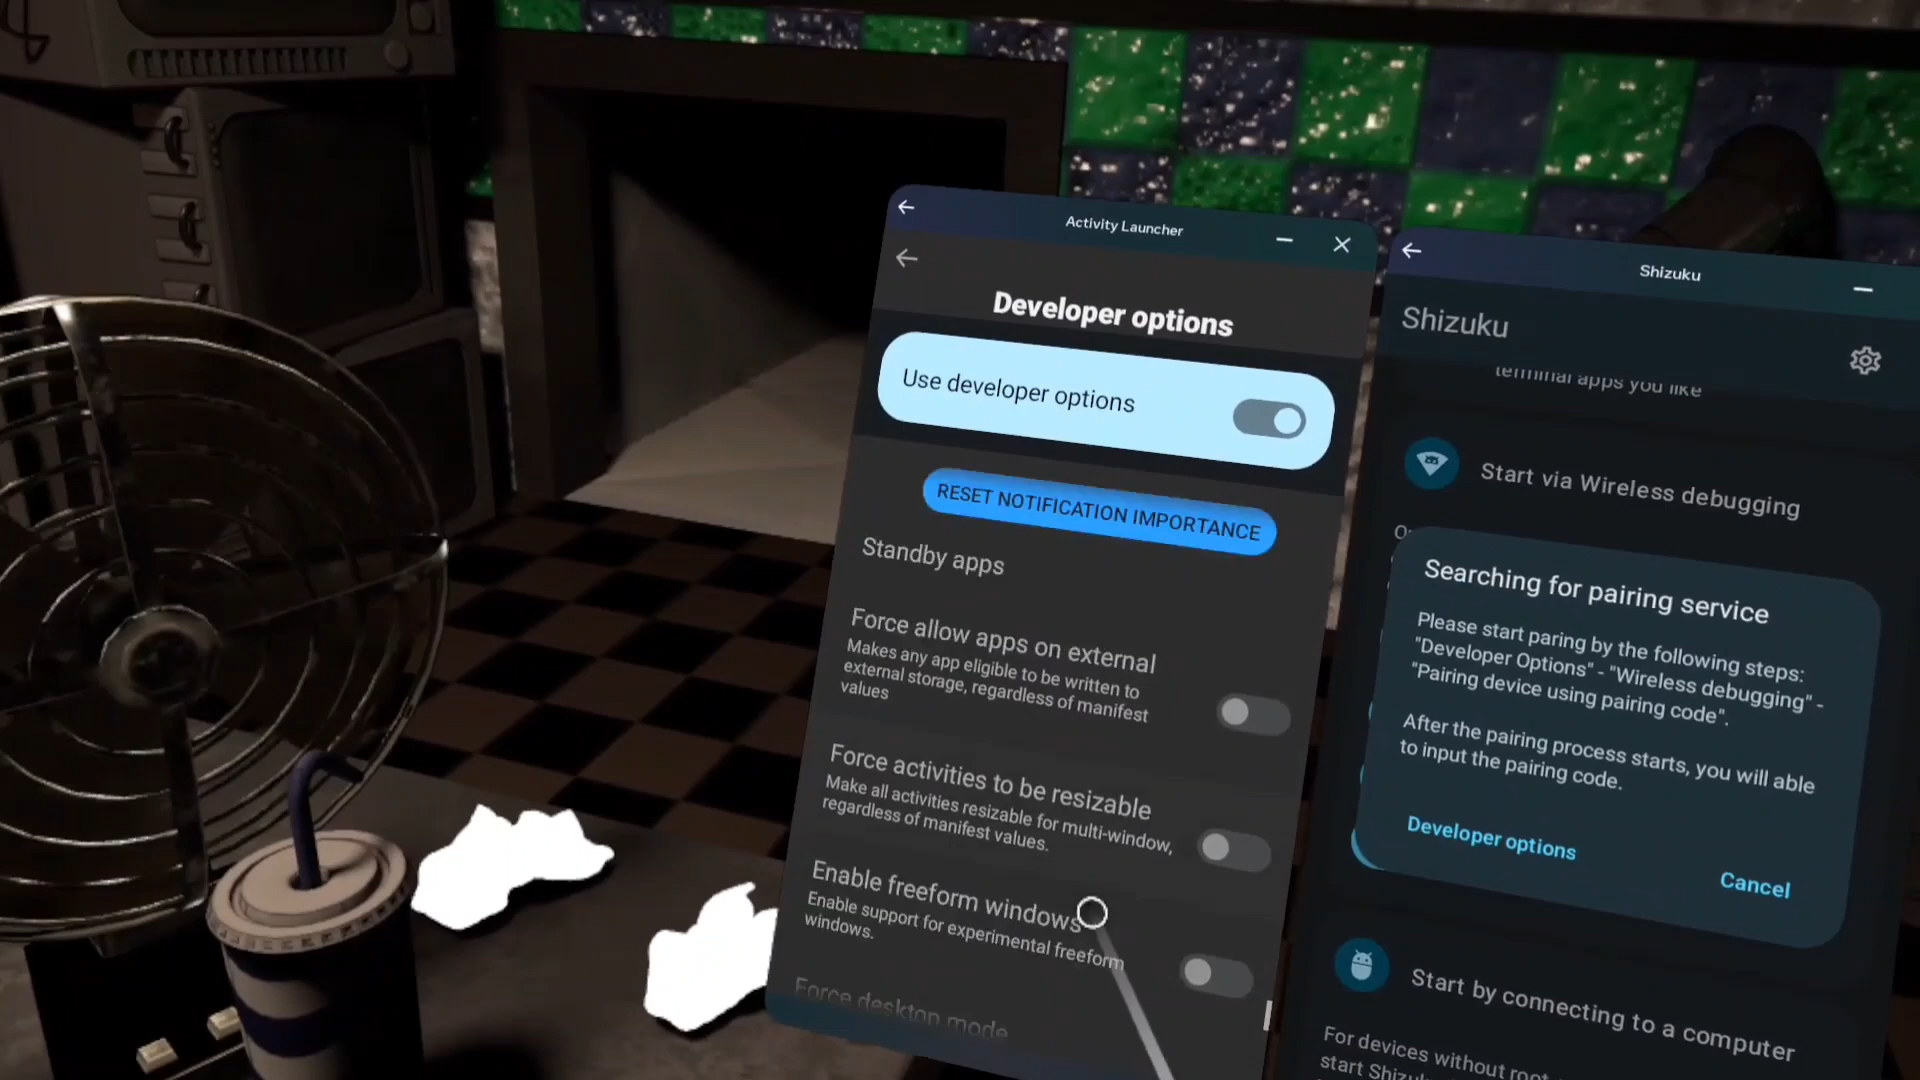 Activity Launcher
Developer options
Use developer options
RESET NOTIFICATION IMPORTANCE
Standby apps
Force allow apps on external
Makes any app eligible to be written to
external storage, regardless of manifest
values
Force activities to be resizable
Make all activities resizable for multi-window,
regardless of manifest values.
Enable freeform windows
Enable support for experimental freeform
windows.
Force desktop mode
Shizuku
Shizuku
terminal apps you like
Start via Wireless debugging
Searching for pairing service
Please start paring by the following steps:
"Developer Options" - "Wireless debugging" -
"Pairing device using pairing code".
After the pairing process starts, you will able
to input the pairing code.
Developer options
Cancel
Start by connecting to a computer
For devices without root
start